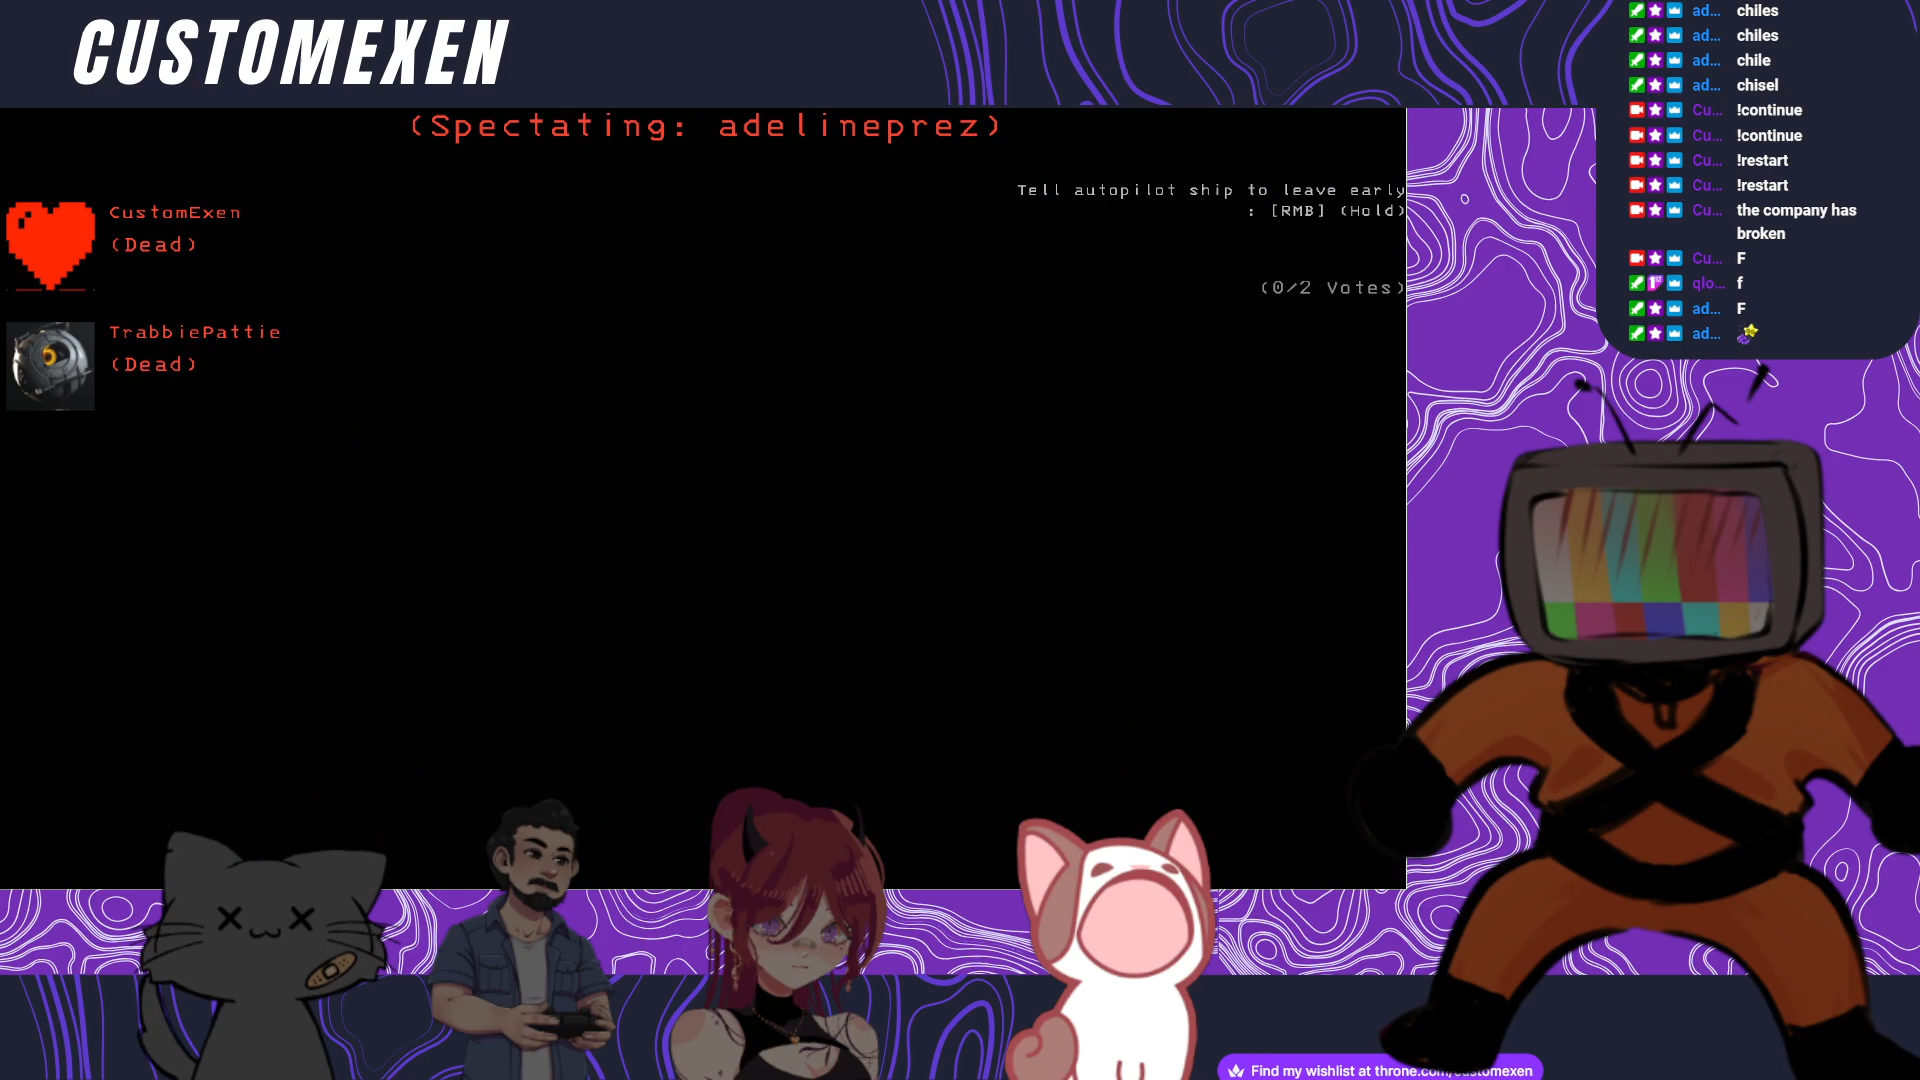 CUSTOMEXEN
(Spectating: adelineprez)
Tell autopilot ship to leave early
: [RMB] (Hold)
(0/2 Votes)
CustomExen
(Dead)
TrabbiePattie
(Dead)
ad... chiles
ad... chiles
ad... chile
ad... chisel
Cu... !continue
Cu... !continue
Cu... !restart
Cu... !restart
Cu... the company has
broken
Cu... F
qlo... f
ad... F
ad...
Find my wishlist at throne.com/customexen